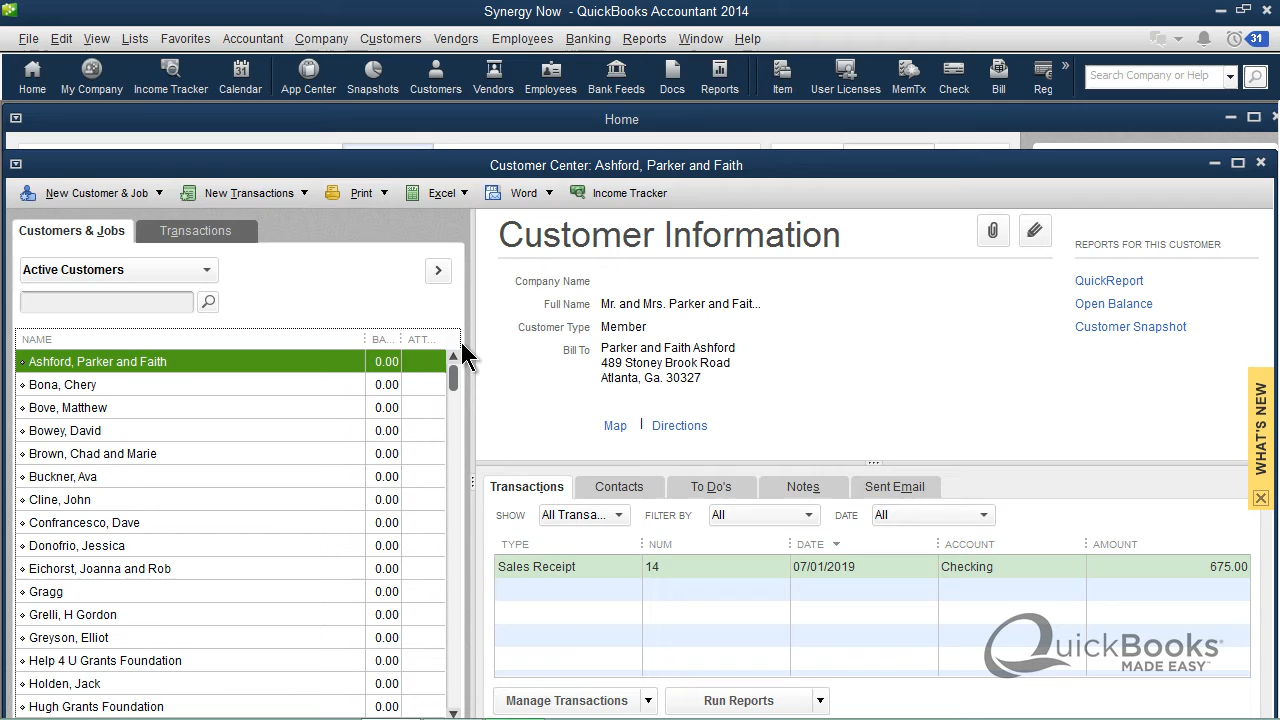 Synergy Now - QuickBooks Accountant 2014
File Edit View Lists Favorites Accountant Company Customers Vendors Employees Banking Reports Window Help
31
Home My Company Income Tracker Calendar App Center Snapshots Customers Vendors Employees Bank Feeds Docs Reports Item User Licenses MemTx Check Bill Reg
31
»
Search Company or Help
Home
Customer Center: Ashford, Parker and Faith
New Customer & Job New Transactions Print Excel Word Income Tracker
Customers & Jobs Transactions
Active Customers
NAME BA... ATT...
Ashford, Parker and Faith 0.00
Bona, Chery 0.00
Bove, Matthew 0.00
Bowey, David 0.00
Brown, Chad and Marie 0.00
Buckner, Ava 0.00
Cline, John 0.00
Confrancesco, Dave 0.00
Donofrio, Jessica 0.00
Eichorst, Joanna and Rob 0.00
Gragg 0.00
Grelli, H Gordon 0.00
Greyson, Elliot 0.00
Help 4 U Grants Foundation 0.00
Holden, Jack 0.00
Hugh Grants Foundation 0.00
Customer Information
Company Name
Full Name Mr. and Mrs. Parker and Fait...
Customer Type Member
Bill To Parker and Faith Ashford
489 Stoney Brook Road
Atlanta, Ga. 30327
Map | Directions
REPORTS FOR THIS CUSTOMER
QuickReport
Open Balance
Customer Snapshot
WHAT'S NEW
Transactions Contacts To Do's Notes Sent Email
SHOW All Transa... FILTER BY All DATE All
TYPE NUM DATE ACCOUNT AMOUNT
Sales Receipt 14 07/01/2019 Checking 675.00
QuickBooks
MADE EASY™
Manage Transactions Run Reports